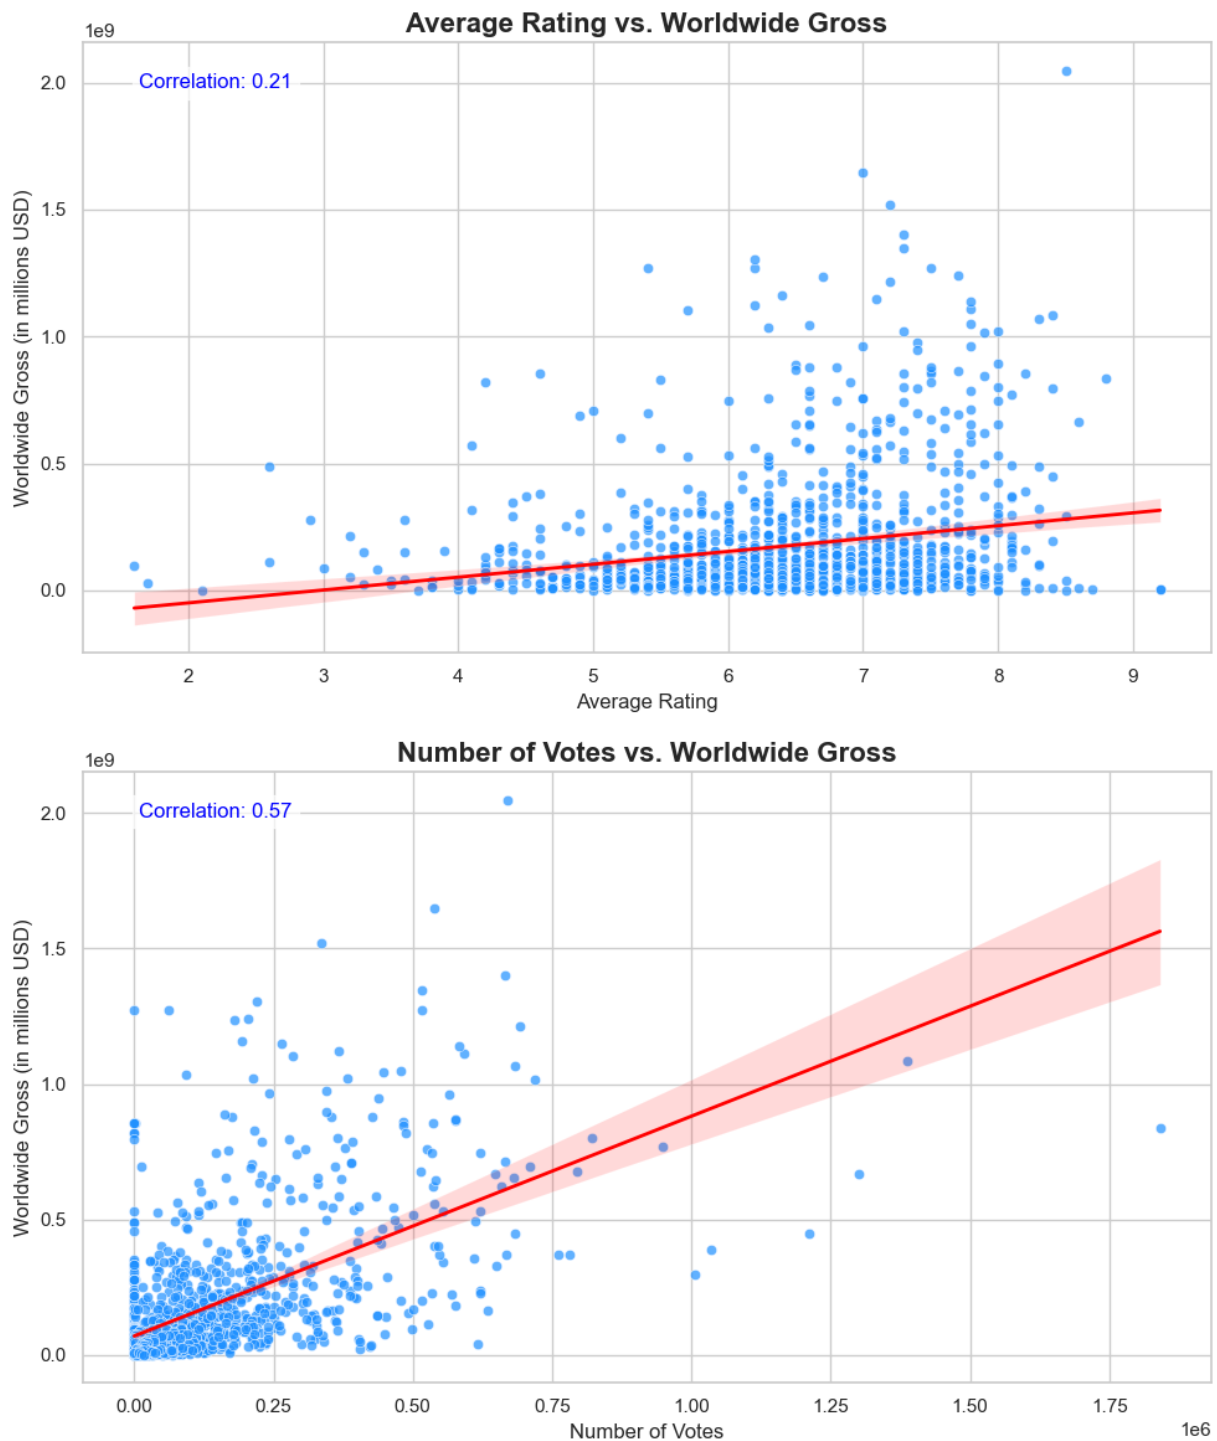 Average Rating vs. Worldwide Gross
1e9
Correlation: 0.21
2.0
1.5
1.0
0.5
0.0
Worldwide Gross (in millions USD)
2 3 4 5 6 7 8 9
Average Rating
Number of Votes vs. Worldwide Gross
1e9
Correlation: 0.57
2.0
1.5
1.0
0.5
0.0
Worldwide Gross (in millions USD)
0.00 0.25 0.50 0.75 1.00 1.25 1.50 1.75
Number of Votes
1e6